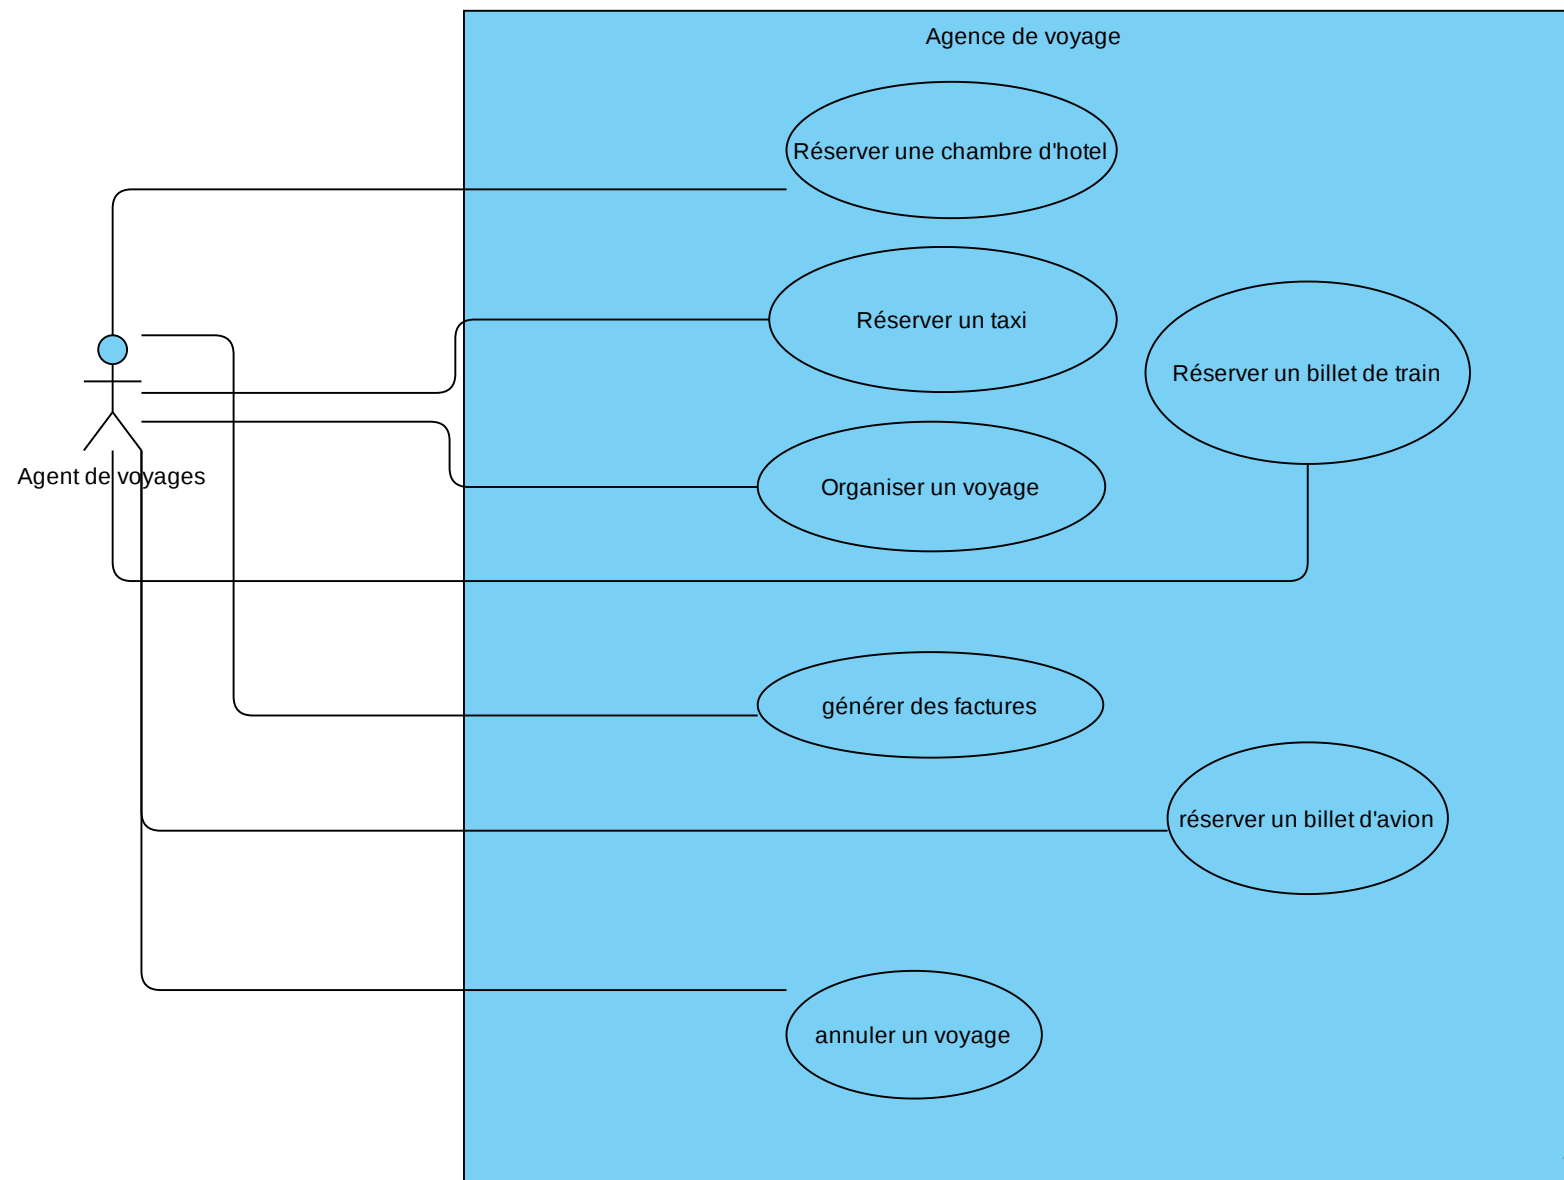 Agence de voyage
Réserver une chambre d'hotel
Réserver un taxi
Réserver un billet de train
Agent de voyages
Organiser un voyage
générer des factures
réserver un billet d'avion
annuler un voyage